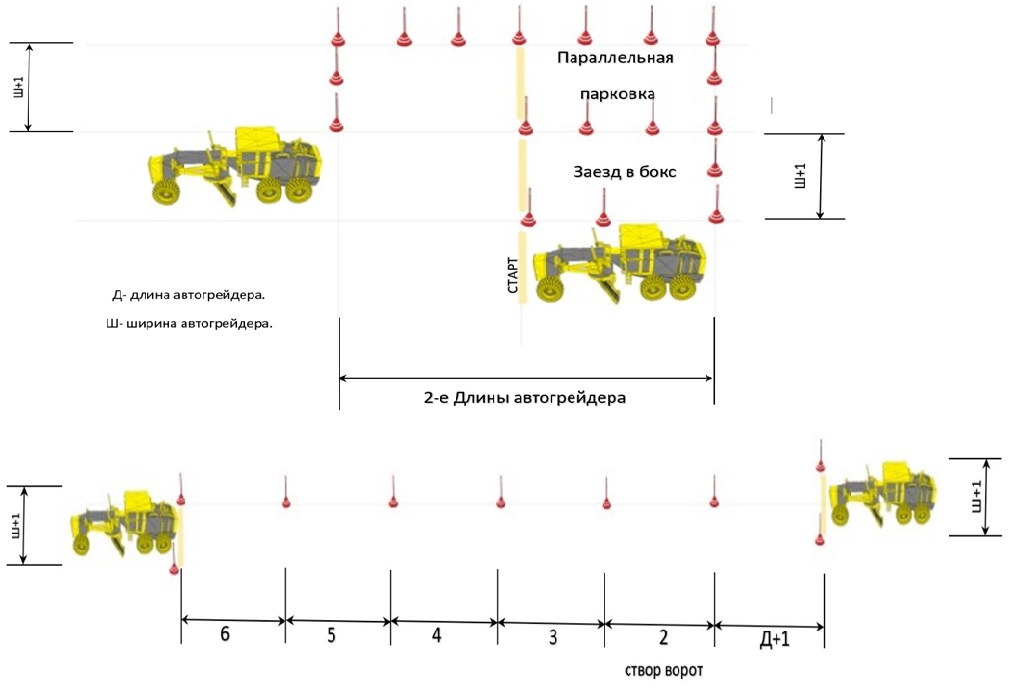 Ш+1
Параллельная
парковка
Заезд в бокс
Ш+1
СТАРТ
Д- длина автогрейдера.
Ш- ширина автогрейдера.
2-е Длины автогрейдера
Ш+1
Ш+1
6
5
4
3
2
Д+1
створ ворот